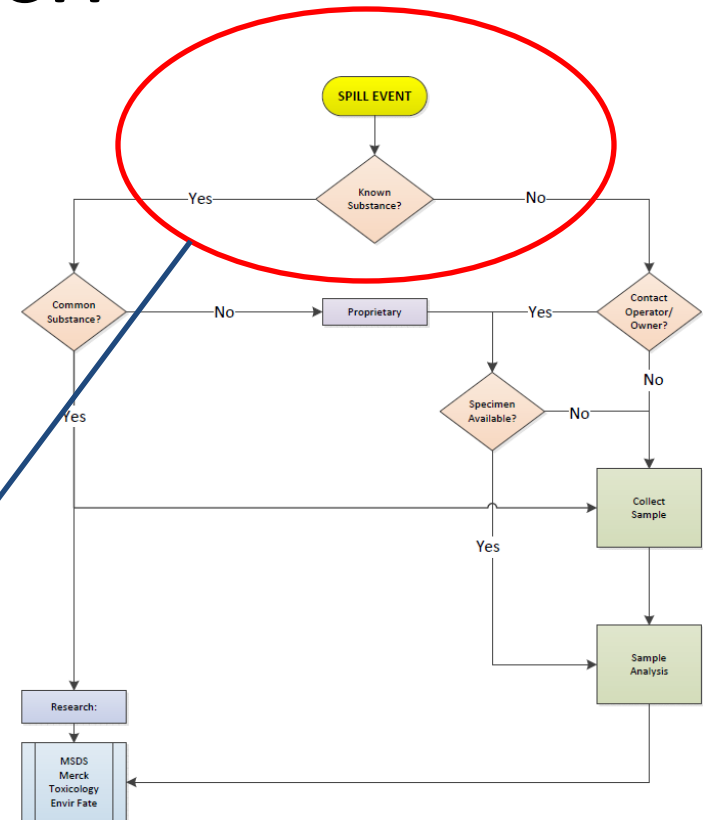 SPILL EVENT
Known
Substance?
Yes
No
Common
Substance?
No
Proprietary
Yes
Contact
Operator/
Owner?
No
Specimen
Available?
No
Yes
Collect
Sample
Yes
Sample
Analysis
Research:
MSDS
Merck
Toxicology
Envir Fate